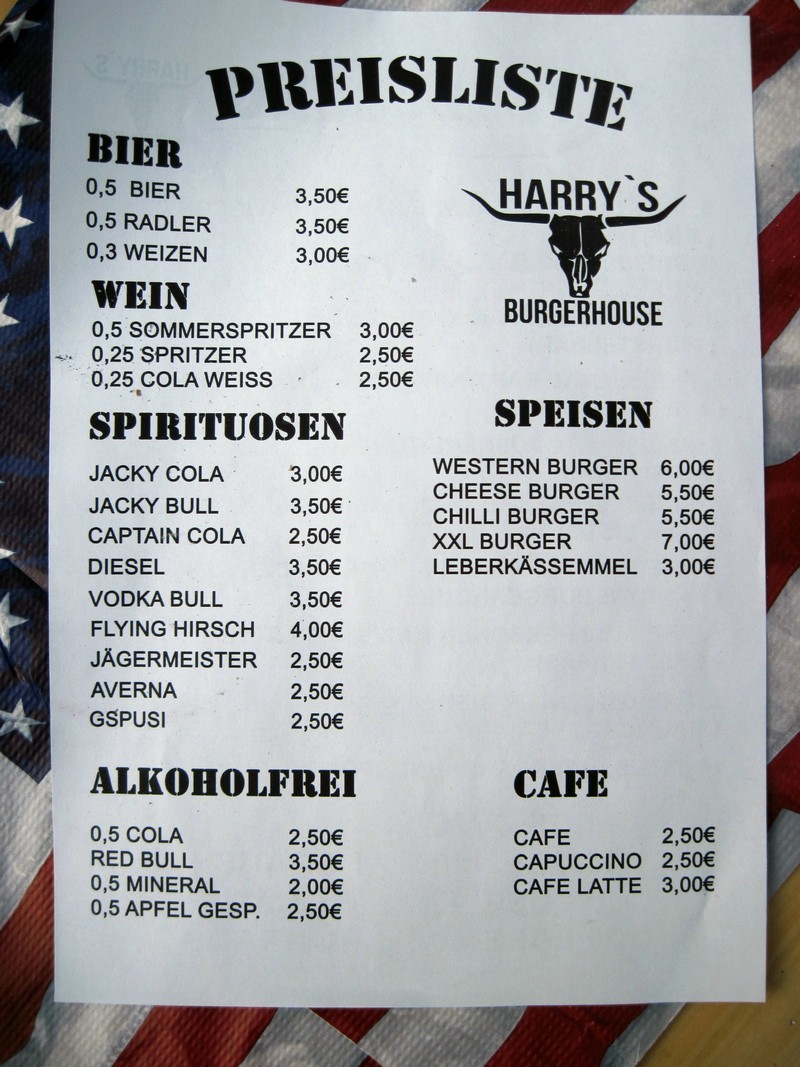 PREISLISTE
BIER
0,5 BIER 3,50€
0,5 RADLER 3,50€
0,3 WEIZEN 3,00€
HARRY`S
BURGERHOUSE
WEIN
0,5 SOMMERSPRITZER 3,00€
0,25 SPRITZER 2,50€
0,25 COLA WEISS 2,50€
SPIRITUOSEN
JACKY COLA 3,00€
JACKY BULL 3,50€
CAPTAIN COLA 2,50€
DIESEL 3,50€
VODKA BULL 3,50€
FLYING HIRSCH 4,00€
JÄGERMEISTER 2,50€
AVERNA 2,50€
GSPUSI 2,50€
SPEISEN
WESTERN BURGER 6,00€
CHEESE BURGER 5,50€
CHILLI BURGER 5,50€
XXL BURGER 7,00€
LEBERKÄSSEMMEL 3,00€
ALKOHOLFREI
0,5 COLA 2,50€
RED BULL 3,50€
0,5 MINERAL 2,00€
0,5 APFEL GESP. 2,50€
CAFE
CAFE 2,50€
CAPUCCINO 2,50€
CAFE LATTE 3,00€